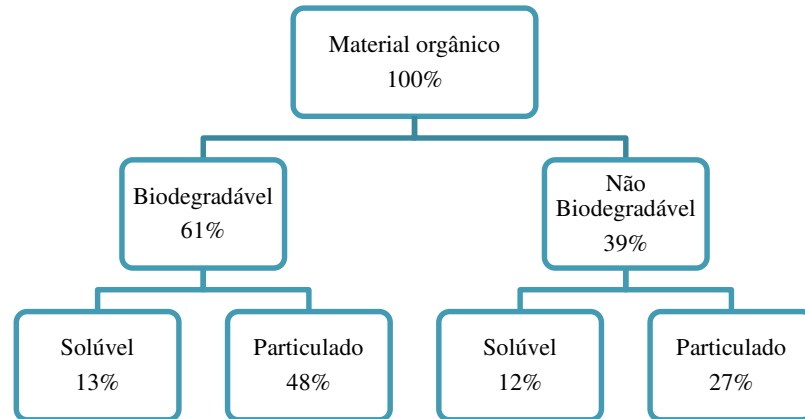 Material orgânico
100%
Biodegradável
61%
Não
Biodegradável
39%
Solúvel
13%
Particulado
48%
Solúvel
12%
Particulado
27%